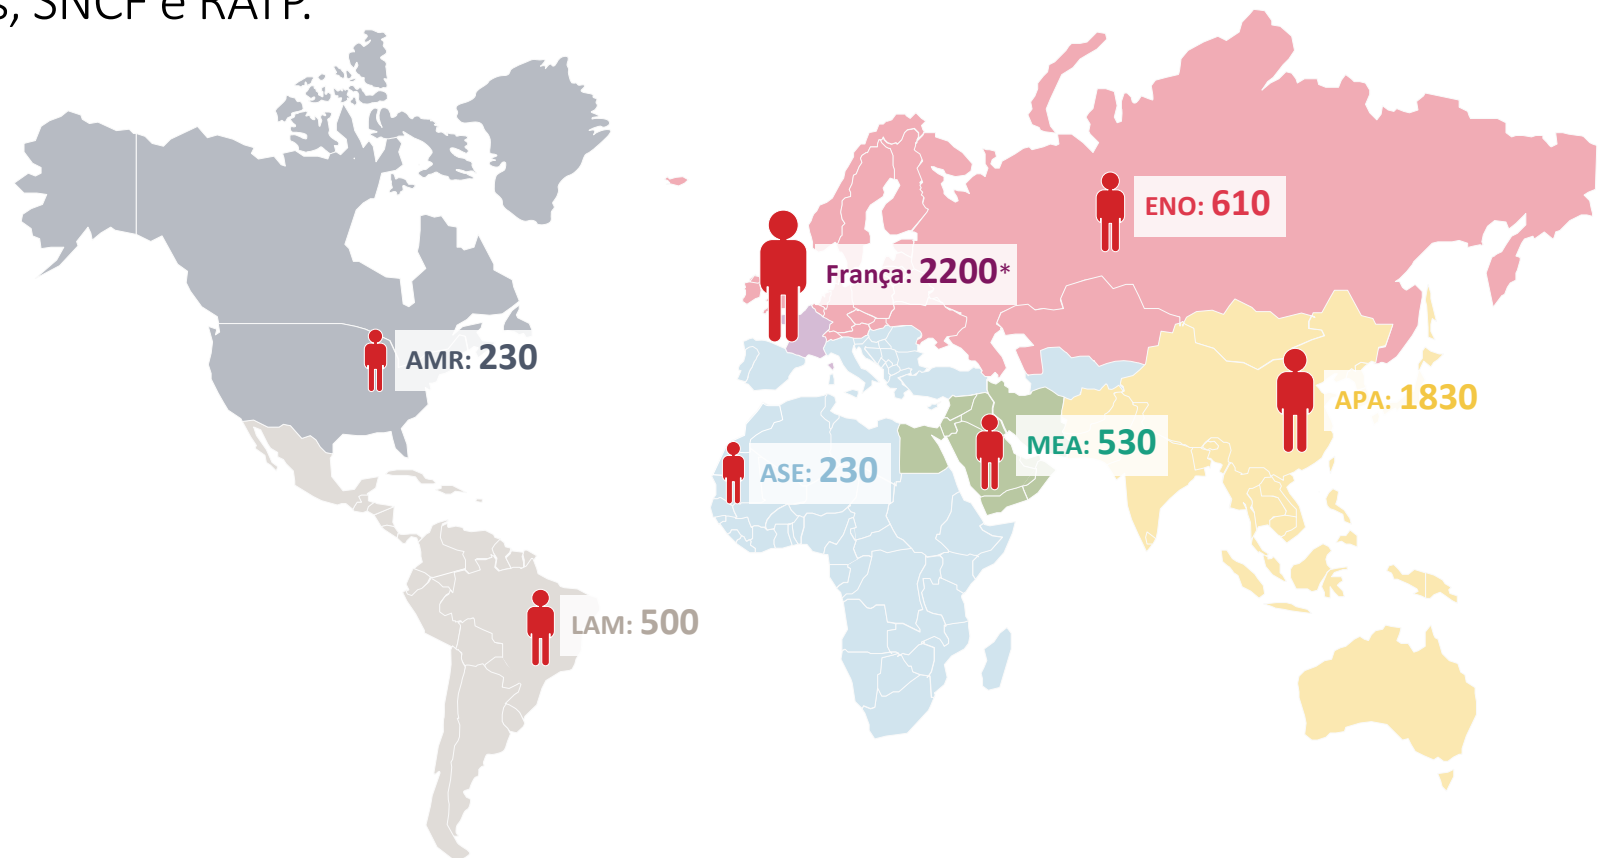 SNCF e RATP.
ENO: 610
França: 2200*
AMR: 230
APA: 1830
MEA: 530
ASE: 230
LAM: 500